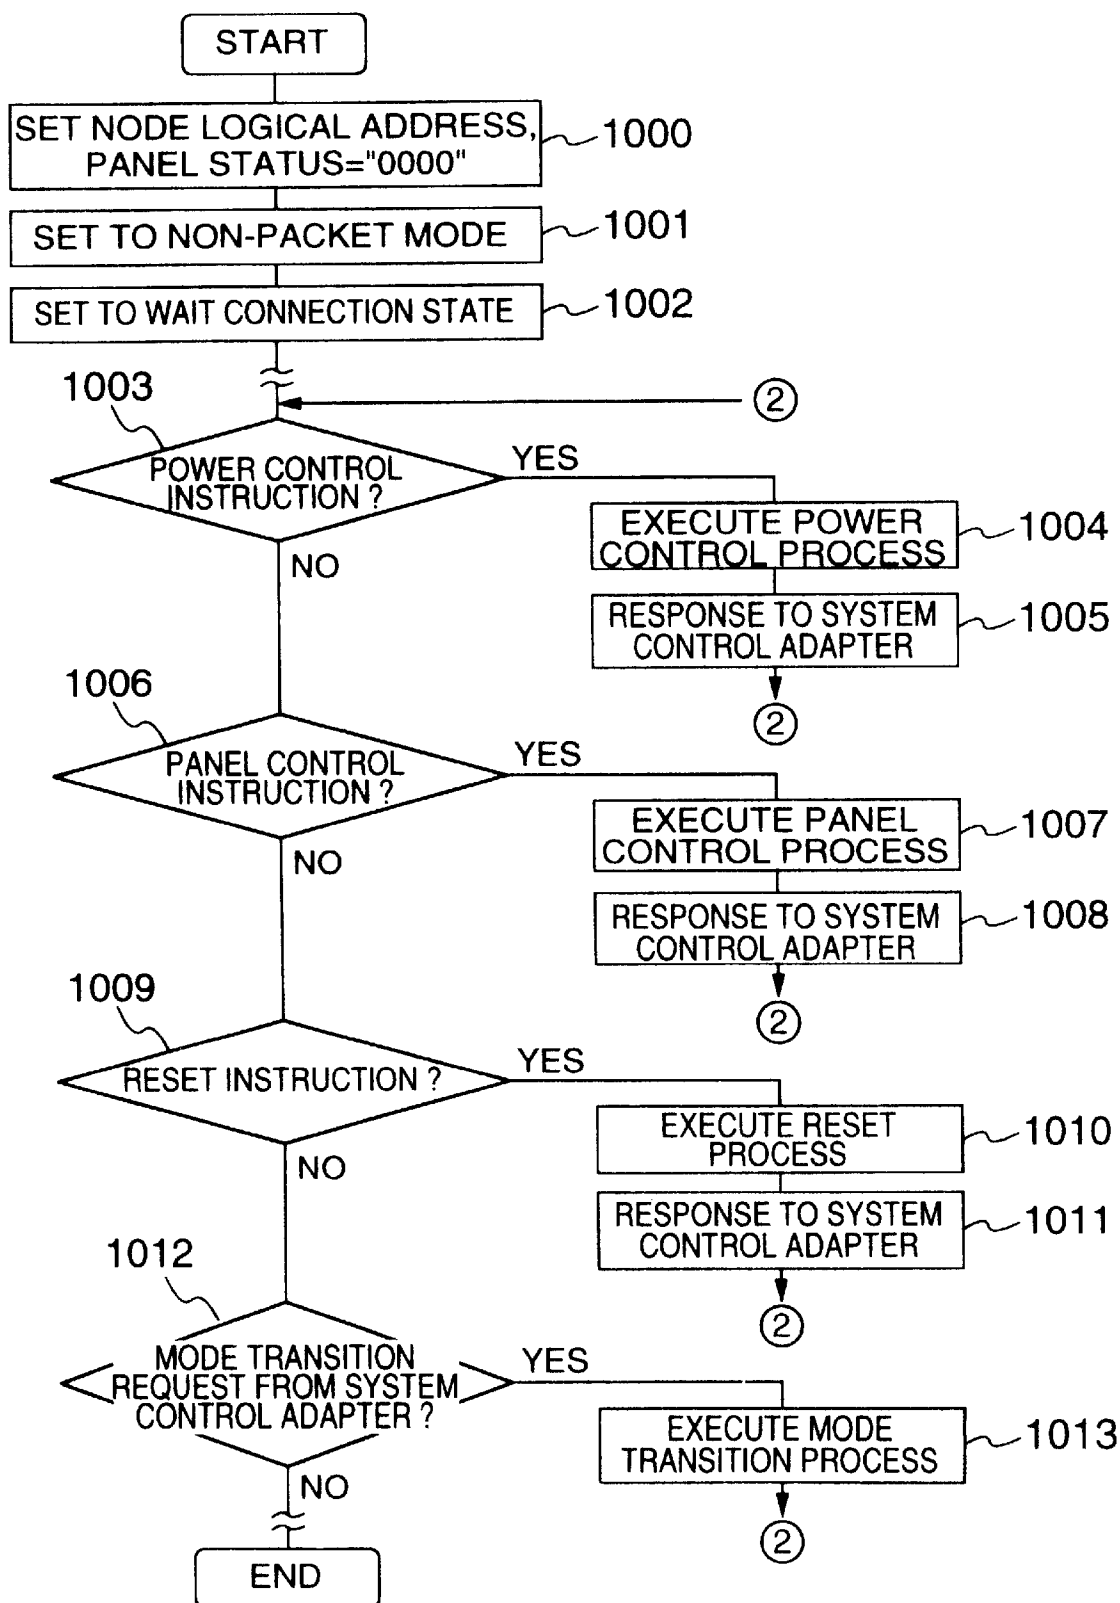 START
SET NODE LOGICAL ADDRESS,
PANEL STATUS="0000"
1000
SET TO NON-PACKET MODE
1001
SET TO WAIT CONNECTION STATE
1002
1003
2
POWER CONTROL
INSTRUCTION ?
YES
NO
EXECUTE POWER
CONTROL PROCESS
1004
RESPONSE TO SYSTEM
CONTROL ADAPTER
1005
2
1006
PANEL CONTROL
INSTRUCTION ?
YES
NO
EXECUTE PANEL
CONTROL PROCESS
1007
RESPONSE TO SYSTEM
CONTROL ADAPTER
1008
2
1009
RESET INSTRUCTION ?
YES
NO
EXECUTE RESET
PROCESS
1010
RESPONSE TO SYSTEM
CONTROL ADAPTER
1011
2
1012
MODE TRANSITION
REQUEST FROM SYSTEM
CONTROL ADAPTER ?
YES
NO
EXECUTE MODE
TRANSITION PROCESS
1013
2
END